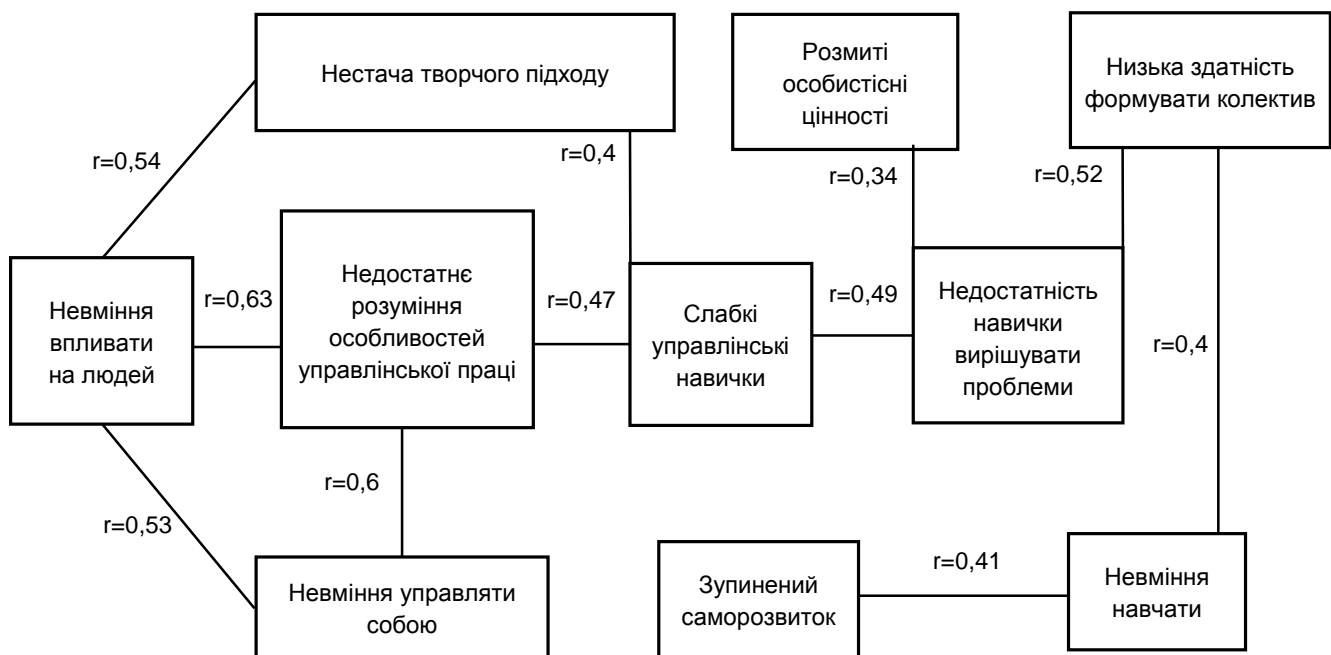 Нестача творчого підходу
Розмиті
особистісні
цінності
Низька здатність
формувати колектив
r=0,54
r=0,4
r=0,34
r=0,52
Невміння
впливати
на людей
r=0,63
Недостатнє
розуміння
особливостей
управлінської праці
r=0,47
Слабкі
управлінські
навички
r=0,49
Недостатність
навички
вирішувати
проблеми
r=0,4
r=0,6
r=0,53
Невміння управляти
собою
Зупинений
саморозвиток
r=0,41
Невміння
навчати